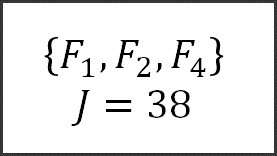 {F₁, F₂, F₄}
J = 38